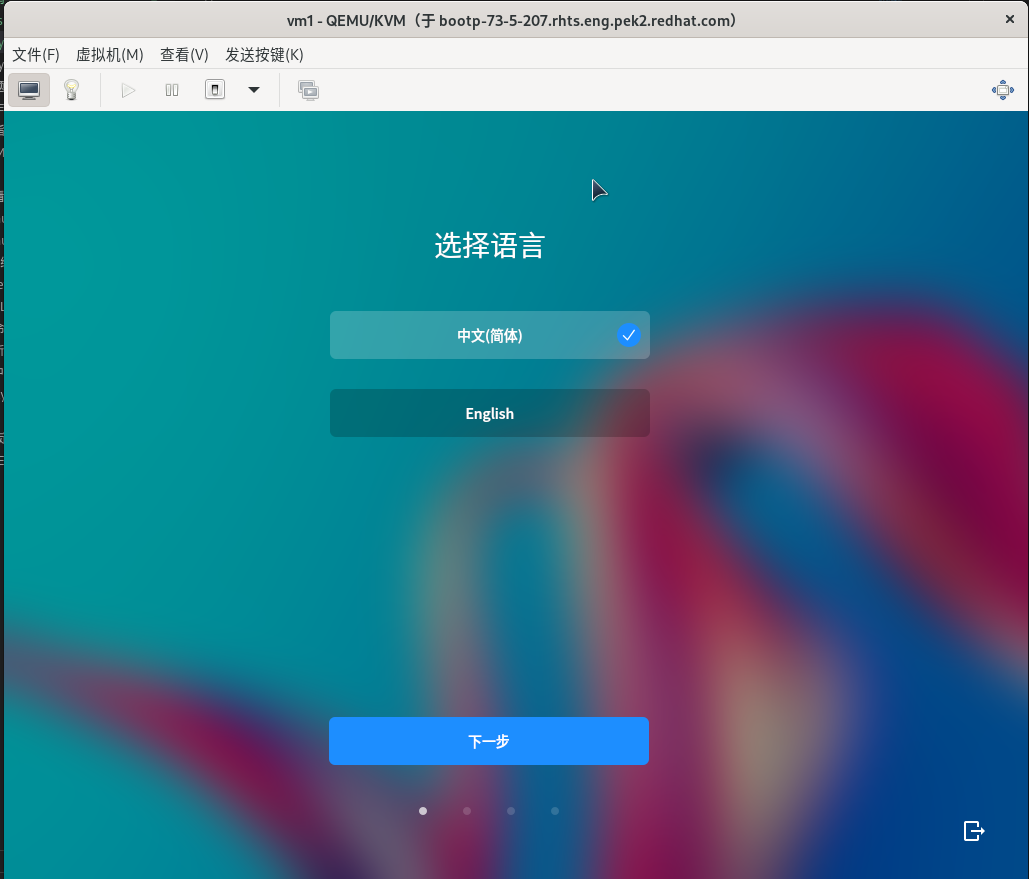 vm1 - QEMU/KVM（于 bootp-73-5-207.rhts.eng.pek2.redhat.com）
文件(F) 虚拟机(M) 查看(V) 发送按键(K)
选择语言
中文(简体)
English
下一步